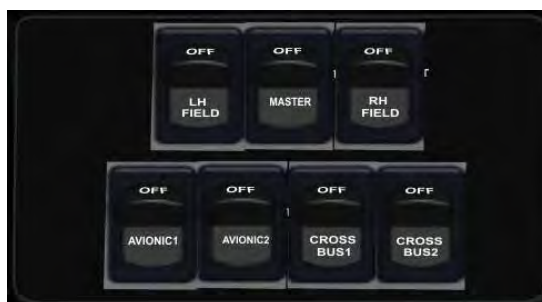 OFF OFF OFF
LH FIELD MASTER RH FIELD
OFF OFF OFF OFF
AVIONIC1 AVIONIC2 CROSS BUS1 CROSS BUS2